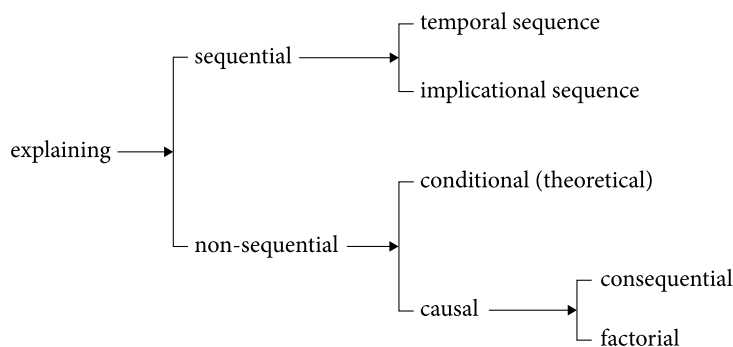 temporal sequence
sequential
implicational sequence
explaining
conditional (theoretical)
non-sequential
consequential
causal
factorial